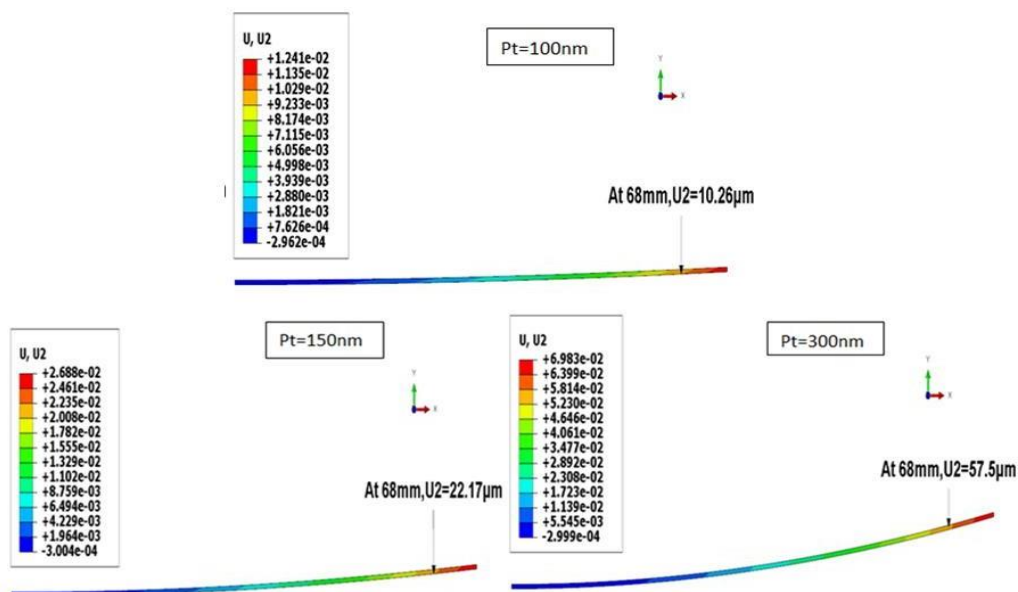 Pt=100nm
U, U2
+1.241e-02
+1.135e-02
+1.029e-02
+9.233e-03
+8.174e-03
+7.115e-03
+6.056e-03
+4.998e-03
+3.939e-03
+2.880e-03
+1.821e-03
+7.626e-04
-2.962e-04
Y
X
At 68mm,U2=10.26µm
Pt=150nm
U, U2
+2.688e-02
+2.461e-02
+2.235e-02
+2.008e-02
+1.782e-02
+1.555e-02
+1.329e-02
+1.102e-02
+8.759e-03
+6.494e-03
+4.229e-03
+1.964e-03
-3.004e-04
Y
X
At 68mm,U2=22.17µm
Pt=300nm
U, U2
+6.983e-02
+6.399e-02
+5.814e-02
+5.230e-02
+4.646e-02
+4.061e-02
+3.477e-02
+2.892e-02
+2.308e-02
+1.723e-02
+1.139e-02
+5.545e-03
-2.999e-04
Y
X
At 68mm,U2=57.5µm